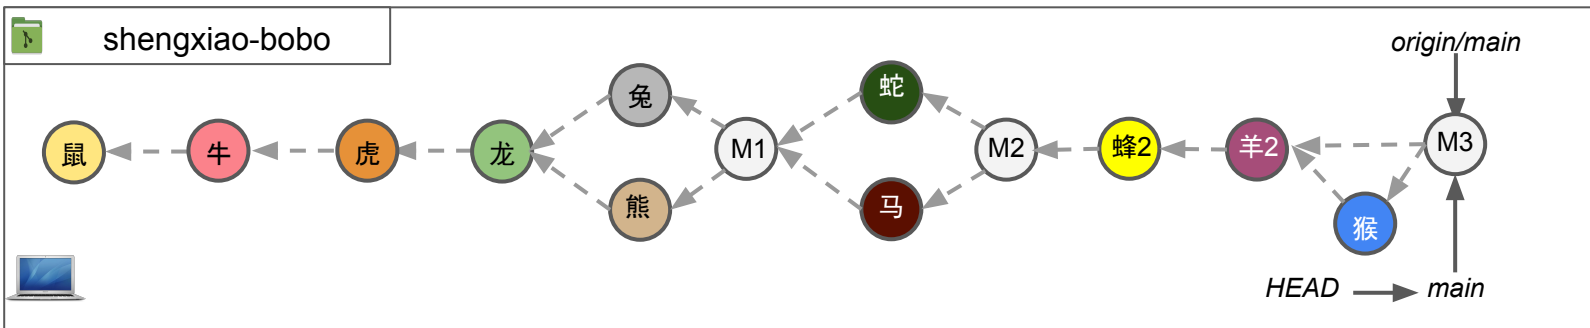 shengxiao-bobo
origin/main
鼠
牛
虎
龙
兔
熊
M1
蛇
马
M2
蜂2
羊2
猴
M3
HEAD
main